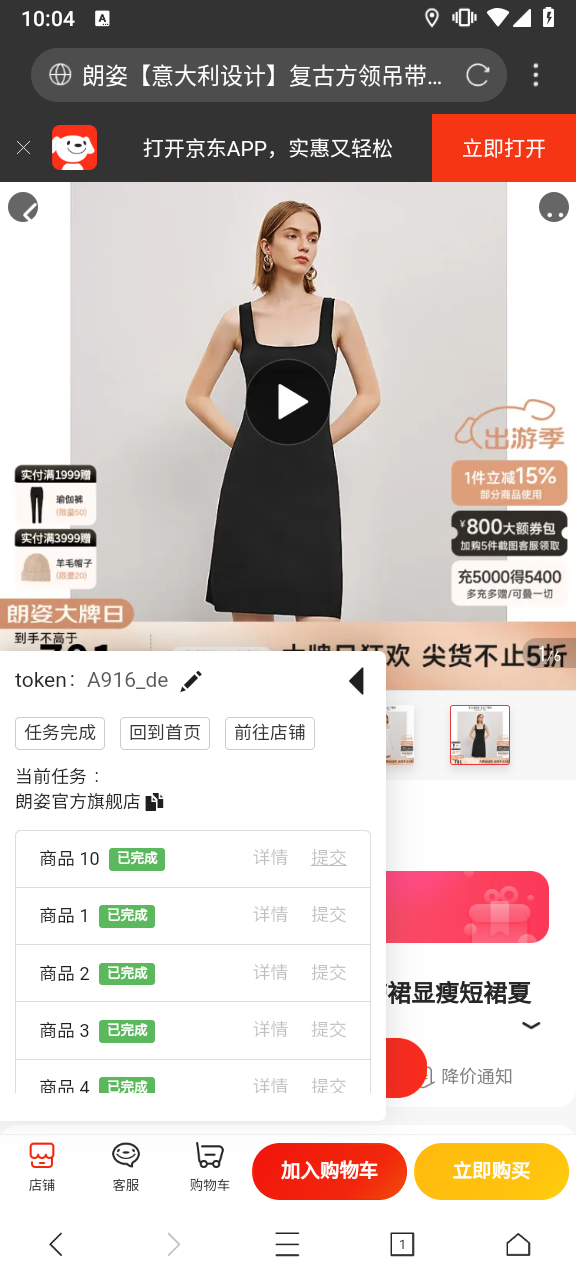 10:04
A
朗姿【意大利设计】复古方领吊带...
打开京东APP，实惠又轻松
立即打开
出游季
1件立减15%
部分商品使用
¥800大额券包
加购5件截图客服领取
充5000得5400
多充多赠/可叠一切
实付满1999赠
瑜伽裤
(限量50)
实付满3999赠
羊毛帽子
(限量20)
朗姿大牌日
到手不高于
大牌日狂欢 尖货不止5折
1/6
token： A916_de
任务完成 回到首页 前往店铺
当前任务：
朗姿官方旗舰店
商品 10 已完成 详情 提交
商品 1 已完成 详情 提交
商品 2 已完成 详情 提交
商品 3 已完成 详情 提交
商品 4 已完成 详情 提交
裙显瘦短裙夏
降价通知
店铺 客服 购物车 加入购物车 立即购买
1